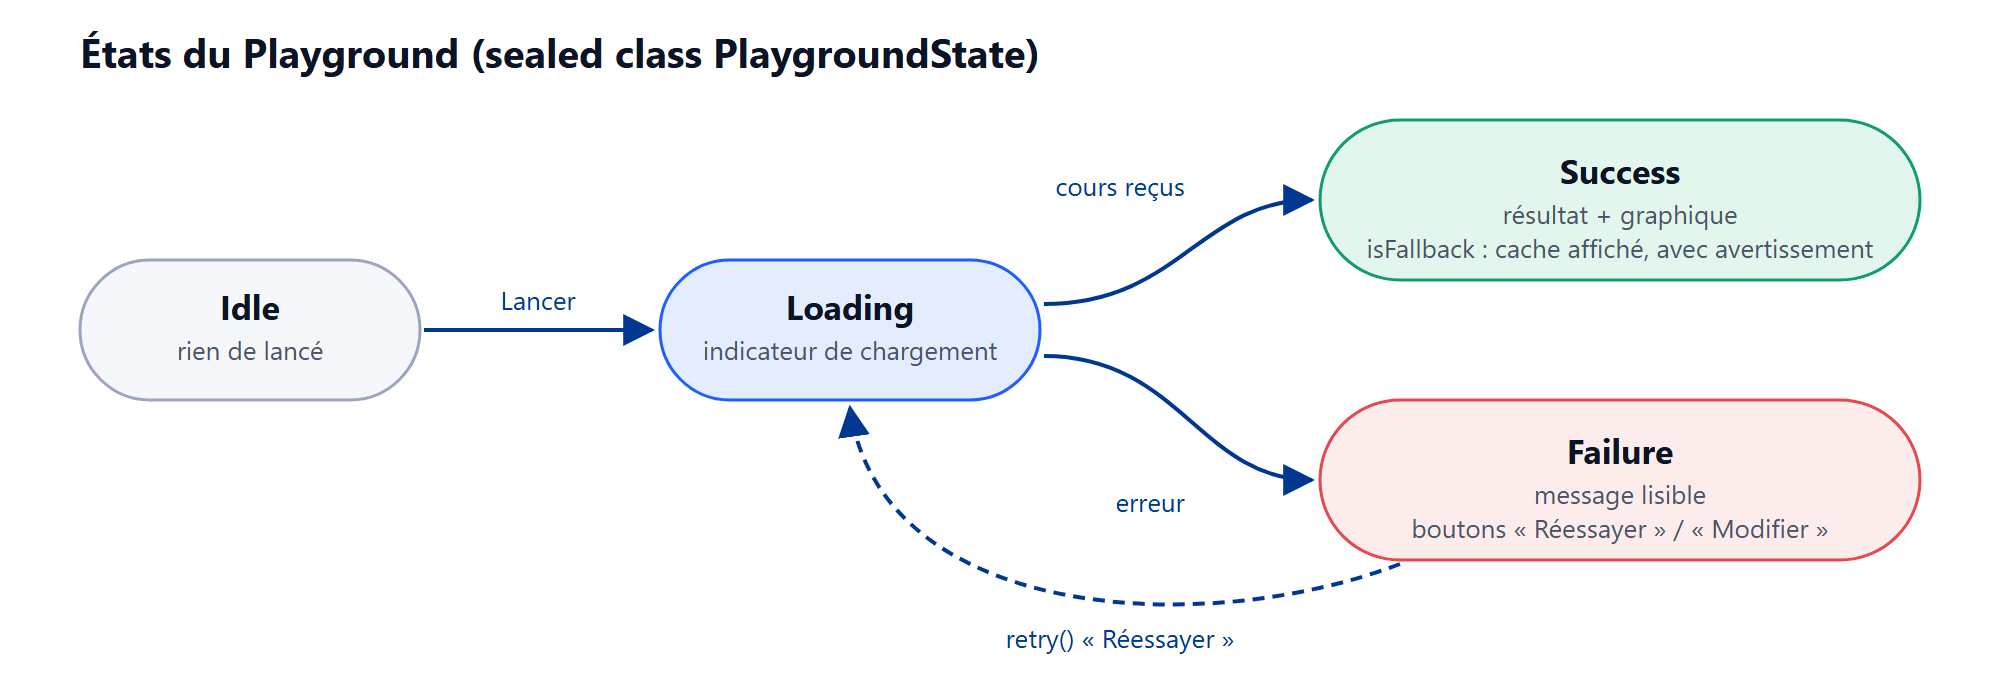 États du Playground (sealed class PlaygroundState)
Idle
rien de lancé
Lancer
Loading
indicateur de chargement
cours reçus
Success
résultat + graphique
isFallback : cache affiché, avec avertissement
erreur
Failure
message lisible
boutons « Réessayer » / « Modifier »
retry() « Réessayer »